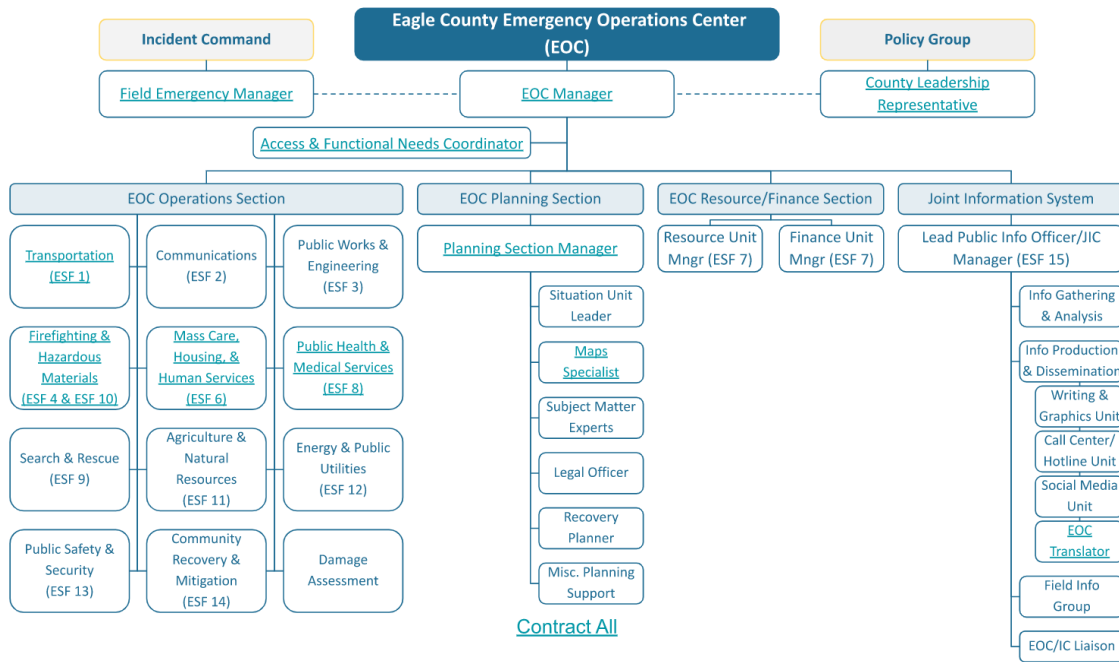 Eagle County Emergency Operations Center
(EOC)
Incident Command
Policy Group
Field Emergency Manager
EOC Manager
County Leadership
Representative
Access & Functional Needs Coordinator
EOC Operations Section
EOC Planning Section
EOC Resource/Finance Section
Joint Information System
Transportation
(ESF 1)
Communications
(ESF 2)
Public Works &
Engineering
(ESF 3)
Firefighting &
Hazardous
Materials
(ESF 4 & ESF 10)
Mass Care,
Housing, &
Human Services
(ESF 6)
Public Health &
Medical Services
(ESF 8)
Search & Rescue
(ESF 9)
Agriculture &
Natural
Resources
(ESF 11)
Energy & Public
Utilities
(ESF 12)
Public Safety &
Security
(ESF 13)
Community
Recovery &
Mitigation
(ESF 14)
Damage
Assessment
Planning Section Manager
Situation Unit
Leader
Maps
Specialist
Subject Matter
Experts
Legal Officer
Recovery
Planner
Misc. Planning
Support
Resource Unit
Mngr (ESF 7)
Finance Unit
Mngr (ESF 7)
Lead Public Info Officer/JIC
Manager (ESF 15)
Info Gathering
& Analysis
Info Production
& Dissemination
Writing &
Graphics Unit
Call Center/
Hotline Unit
Social Media
Unit
EOC
Translator
Field Info
Group
EOC/IC Liaison
Contract All